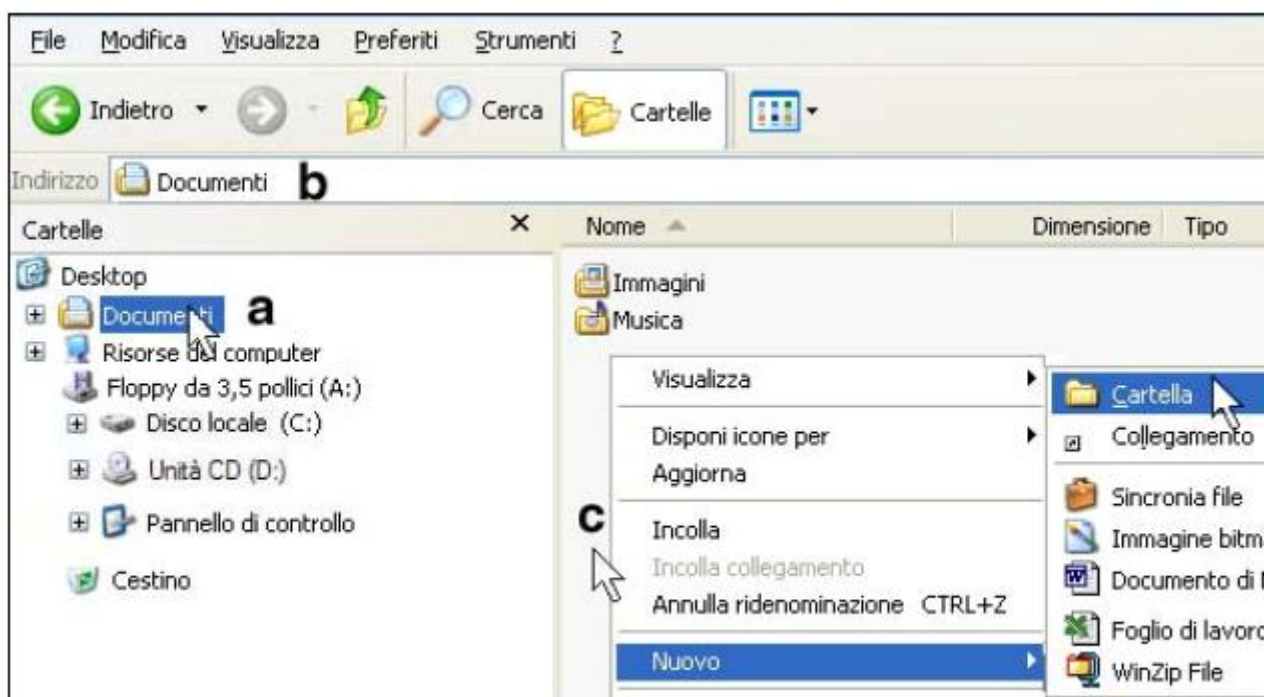 File Modifica Visualizza Preferiti Strumenti ?
Indietro Cerca Cartelle
Indirizzo Documenti b
Cartelle Nome Dimensione Tipo
Desktop
Documenti a
Risorse del computer
Floppy da 3,5 pollici (A:)
Disco locale (C:)
Unità CD (D:)
Pannello di controllo
Cestino
Immagini
Musica
c
Visualizza
Disponi icone per
Aggiorna
Incolla
Incolla collegamento
Annulla ridenominazione CTRL+Z
Nuovo
Cartella
Collegamento
Sincronia file
Immagine
Documento di
Foglio di
WinZip File